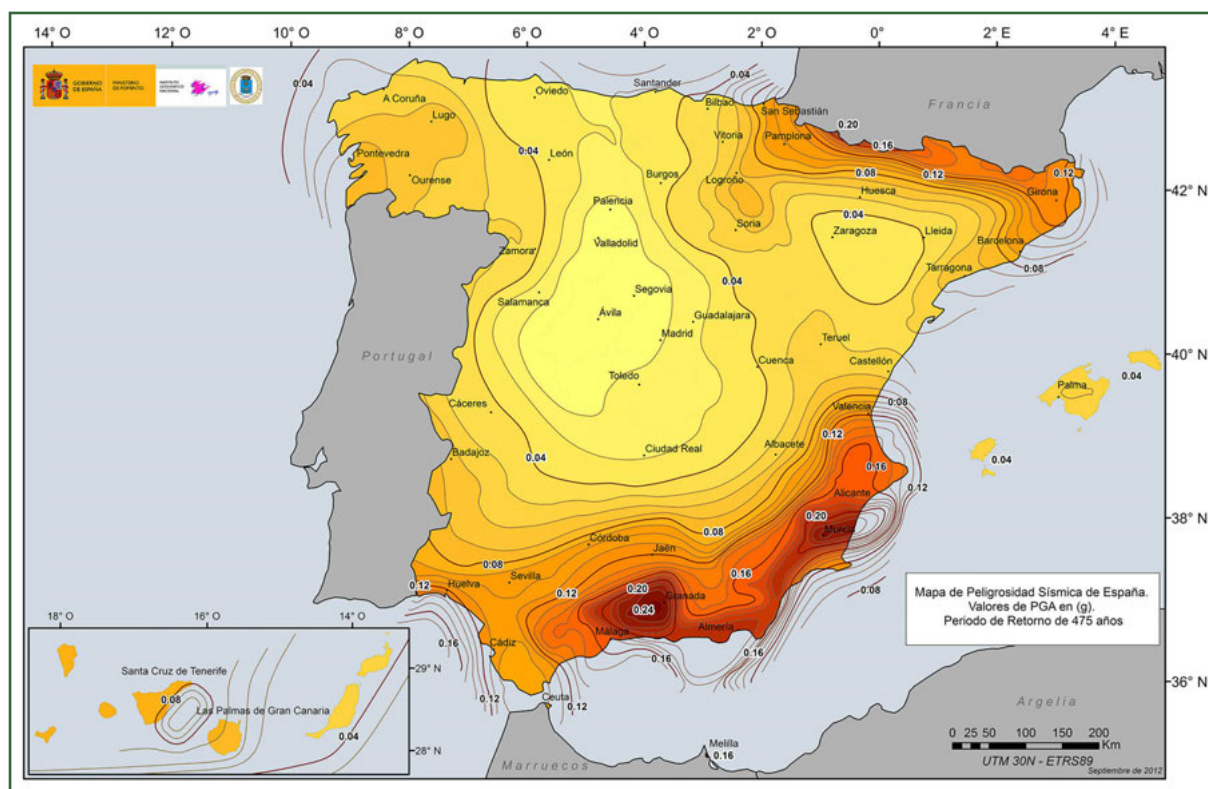 14° O 12° O 10° O 8° O 6° O 4° O 2° O 0° 2° E 4° E
GOBIERNO DE ESPAÑA
MINISTERIO DE FOMENTO
INSTITUTO GEOGRÁFICO NACIONAL
0.04
Santander
0.04
A Coruña
Oviedo
Bilbao
San Sebastián
Francia
Lugo
0.20
Vitoria
Pamplona
0.16
Pontevedra
0.04
León
0.08
0.12
0.12
Ourense
Burgos
Logroño
Huesca
Girona
42° N
Palencia
0.04
Soria
Zaragoza
Lleida
Valladolid
Barcelona
Zamora
0.08
Tarragona
0.04
Salamanca
Segovia
Ávila
Guadalajara
Madrid
Teruel
Portugal
Cuenca
Castellón
40° N
Toledo
0.04
Palma
Cáceres
Valencia
0.08
0.12
Badajoz
0.04
Ciudad Real
Albacete
0.16
0.04
Alicante
0.12
0.20
Murcia
38° N
0.08
Córdoba
0.08
Jaén
0.12
Huelva
Sevilla
0.12
0.16
0.20
Granada
0.08
0.24
Mapa de Peligrosidad Sísmica de España.
Valores de PGA en (g).
Periodo de Retorno de 475 años
18° 16° 14°
0.16
Cádiz
Málaga
Almería
0.16
0.16
Santa Cruz de Tenerife
29° N
0.08
Las Palmas de Gran Canaria
0.12
Ceuta
0.12
36° N
0.04
28° N
Argelia
Melilla
0.16
Marruecos
0 25 50 100 150 200
Km
UTM 30N - ETRS89
Septiembre de 2012